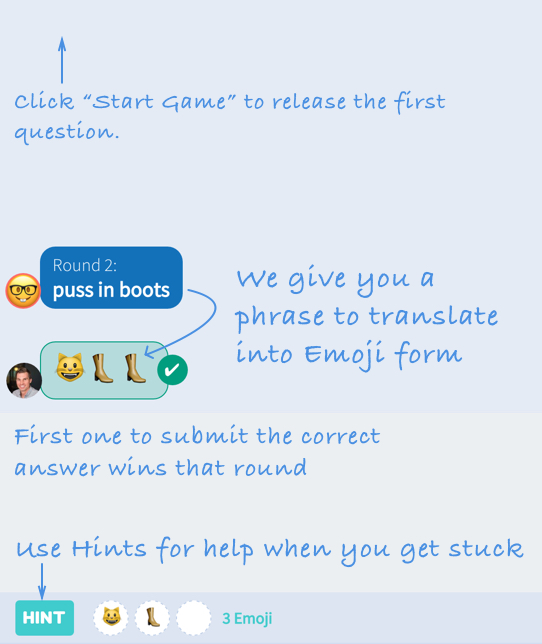 Click “Start Game” to release the first
question.
Round 2:
puss in boots
We give you a
phrase to translate
into Emoji form
First one to submit the correct
answer wins that round
Use Hints for help when you get stuck
HINT
3 Emoji